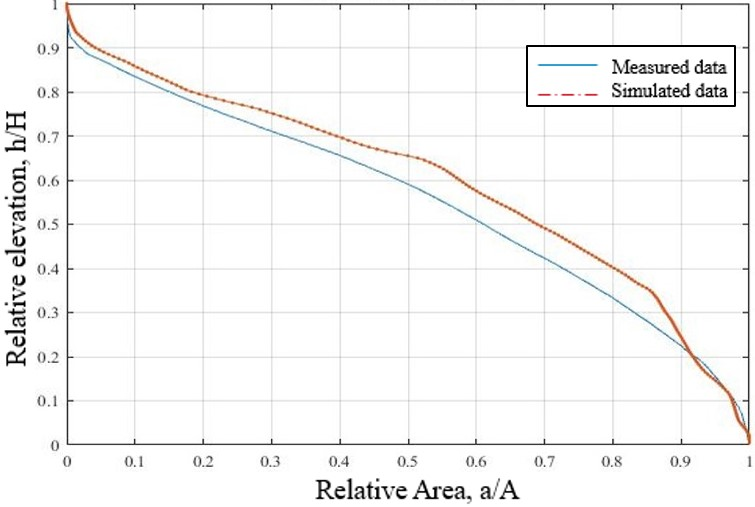 1
0.9
0.8
0.7
0.6
0.5
0.4
0.3
0.2
0.1
0
Relative elevation, h/H
Measured data
Simulated data
0 0.1 0.2 0.3 0.4 0.5 0.6 0.7 0.8 0.9 1
Relative Area, a/A